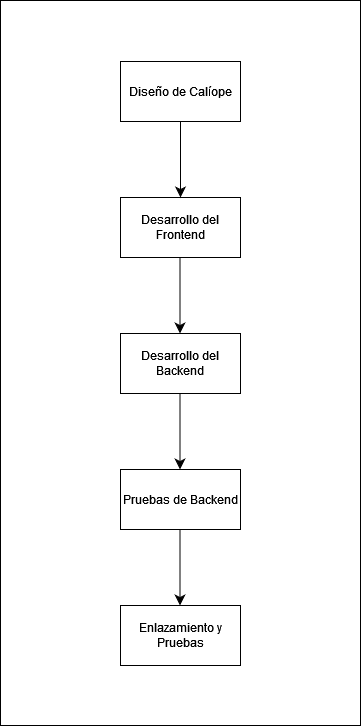 Diseño de Calíope
Desarrollo del
Frontend
Desarrollo del
Backend
Pruebas de Backend
Enlazamiento y
Pruebas